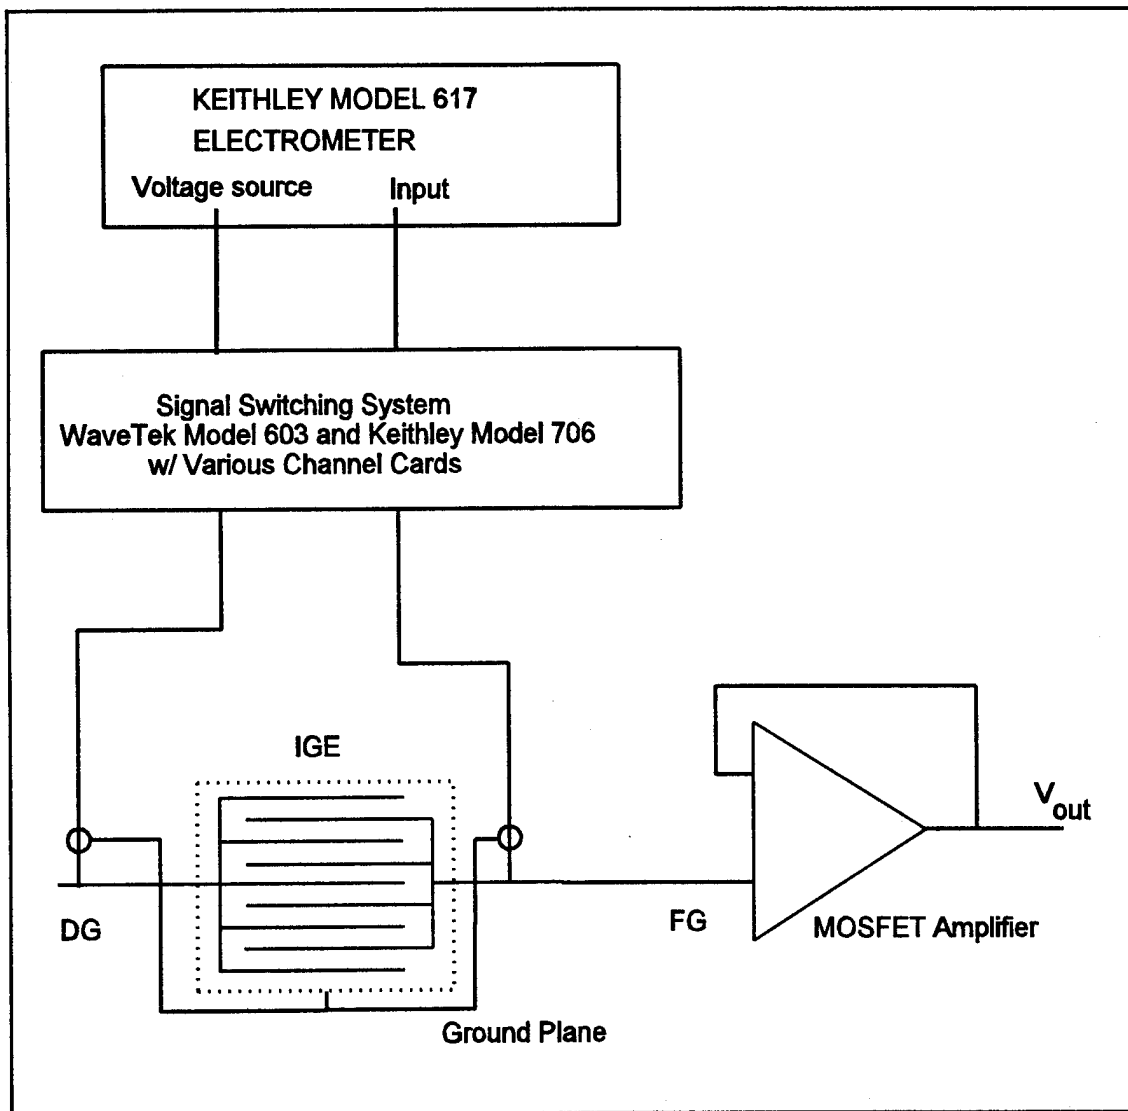 KEITHLEY MODEL 617
ELECTROMETER
Voltage source
Input
Signal Switching System
WaveTek Model 603 and Keithley Model 706
w/ Various Channel Cards
IGE
DG
FG
Vout
MOSFET Amplifier
Ground Plane